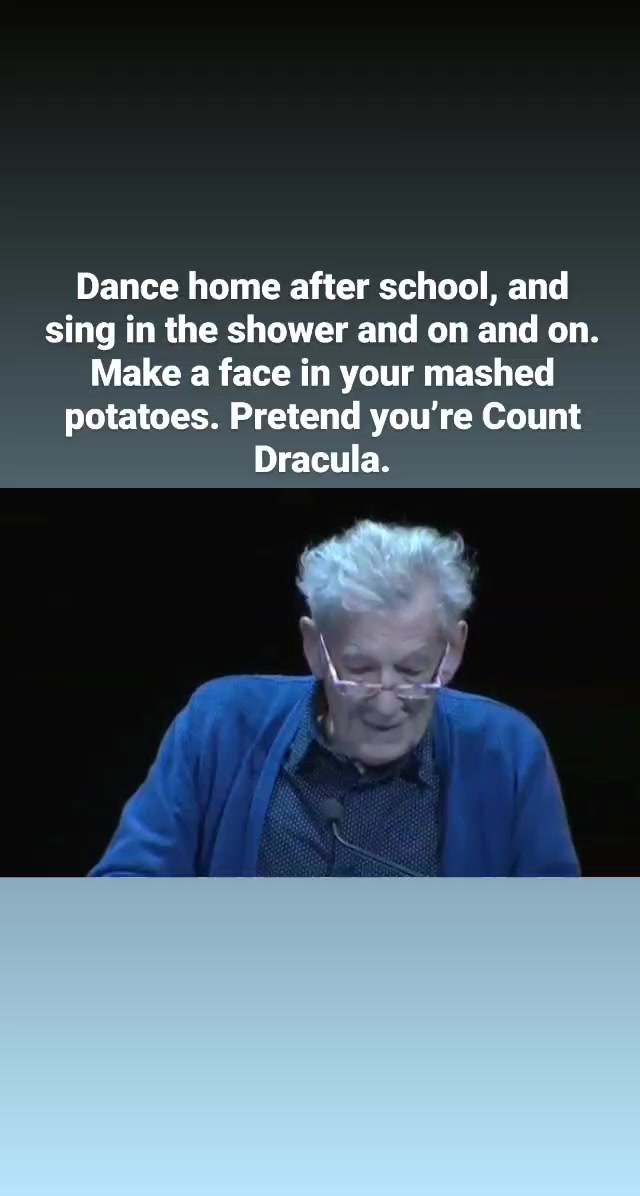 Dance home after school, and
sing in the shower and on and on.
Make a face in your mashed
potatoes. Pretend you’re Count
Dracula.